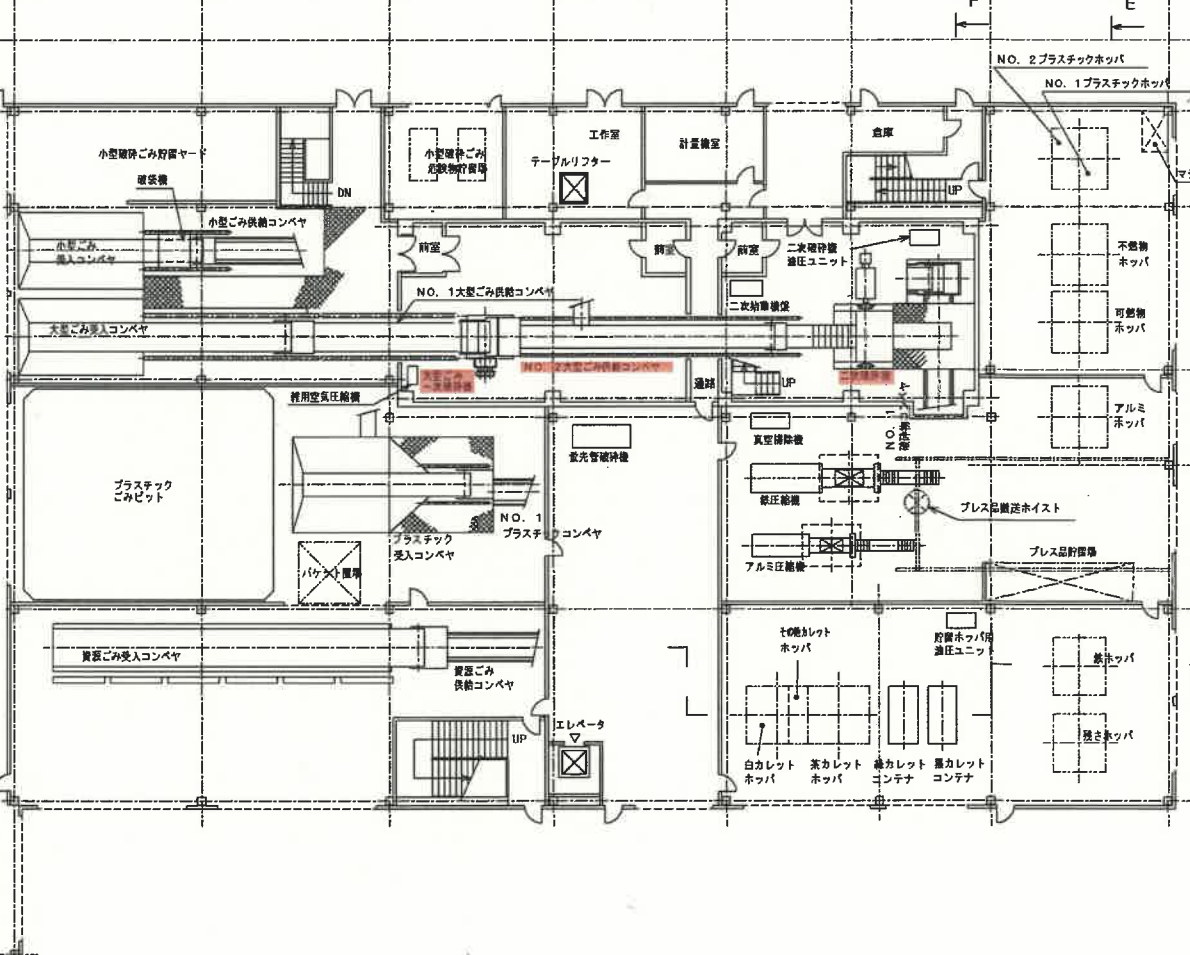 F
E
NO. 2プラスチックホッパ
NO. 1プラスチックホッパ
小型破砕ごみ貯留ヤード
破袋機
DN
小型破砕ごみ
危険物貯留場
工作室
テーブルリフター
計量機室
倉庫
UP
マ
小型ごみ供給コンベヤ
小型ごみ
受入コンベヤ
前室
前室
前室
二次破砕機
油圧ユニット
不燃物
ホッパ
NO. 1大型ごみ供給コンベヤ
大型ごみ受入コンベヤ
可燃物
ホッパ
大型ごみ
一次破砕機
NO. 2大型ごみ供給コンベヤ
二次破砕機
通路
UP
雑用空気圧縮機
アルミ
ホッパ
NO. 1
真空掃除機
蛍光管破砕機
プラスチック
ごみピット
鉄圧縮機
プレス品搬送ホイスト
NO. 1
プラスチックコンベヤ
プラスチック
受入コンベヤ
アルミ圧縮機
プレス品貯留場
バケット置場
その他カレット
ホッパ
貯留ホッパ用
油圧ユニット
資源ごみ受入コンベヤ
資源ごみ
供給コンベヤ
鉄ホッパ
UP
エレベータ
残さホッパ
白カレット
ホッパ
茶カレット
ホッパ
緑カレット
コンテナ
黒カレット
コンテナ